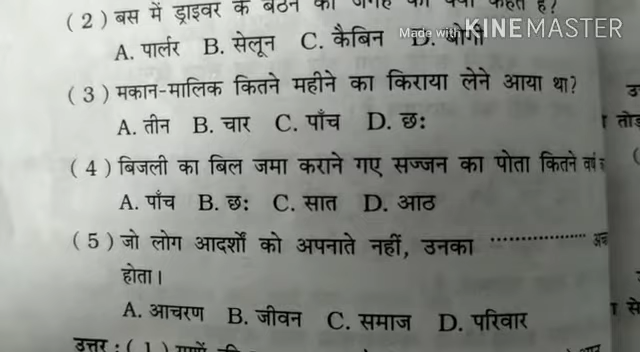 ( 2 ) बस में ड्राइवर के बैठने की जगह को क्या कहते हैं?
A. पार्लर B. सेलून C. कैबिन D. बोगी
Made with KINEMASTER
( 3 ) मकान-मालिक कितने महीने का किराया लेने आया था?
A. तीन B. चार C. पाँच D. छः
( 4 ) बिजली का बिल जमा कराने गए सज्जन का पोता कितने वर्ष
A. पाँच B. छः C. सात D. आठ
( 5 ) जो लोग आदर्शों को अपनाते नहीं, उनका ................
होता।
A. आचरण B. जीवन C. समाज D. परिवार
उत्तर : ( 1 )